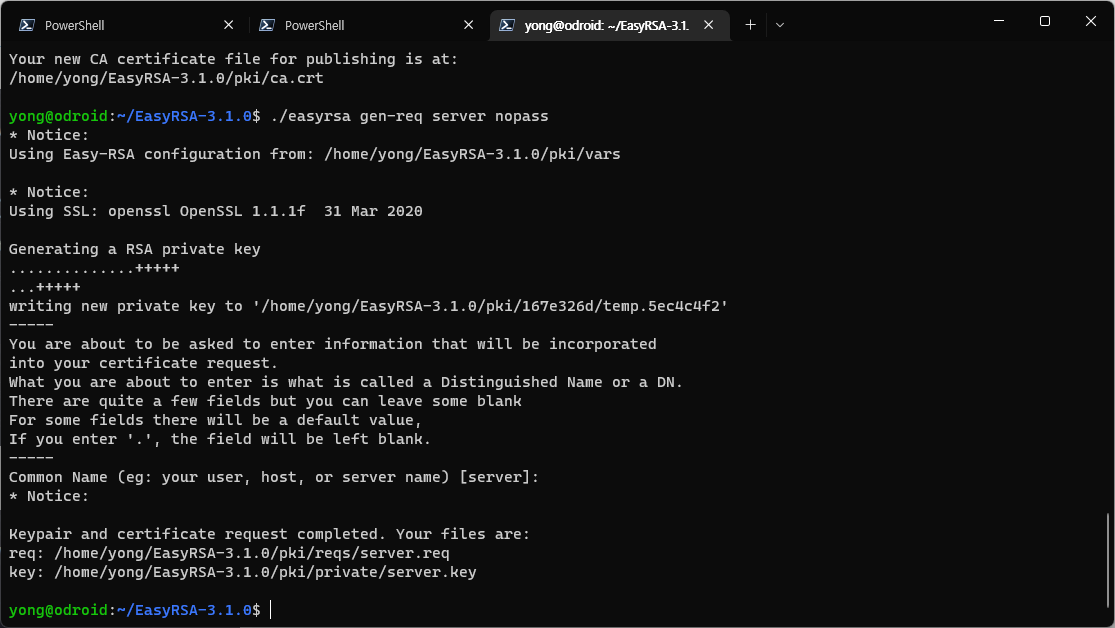 PowerShell
PowerShell
yong@odroid: ~/EasyRSA-3.1.
Your new CA certificate file for publishing is at:
/home/yong/EasyRSA-3.1.0/pki/ca.crt
yong@odroid:~/EasyRSA-3.1.0$ ./easyrsa gen-req server nopass
* Notice:
Using Easy-RSA configuration from: /home/yong/EasyRSA-3.1.0/pki/vars
* Notice:
Using SSL: openssl OpenSSL 1.1.1f  31 Mar 2020
Generating a RSA private key
..............+++++
...+++++
writing new private key to '/home/yong/EasyRSA-3.1.0/pki/167e326d/temp.5ec4c4f2'
-----
You are about to be asked to enter information that will be incorporated
into your certificate request.
What you are about to enter is what is called a Distinguished Name or a DN.
There are quite a few fields but you can leave some blank
For some fields there will be a default value,
If you enter '.', the field will be left blank.
-----
Common Name (eg: your user, host, or server name) [server]:
* Notice:
Keypair and certificate request completed. Your files are:
req: /home/yong/EasyRSA-3.1.0/pki/reqs/server.req
key: /home/yong/EasyRSA-3.1.0/pki/private/server.key
yong@odroid:~/EasyRSA-3.1.0$